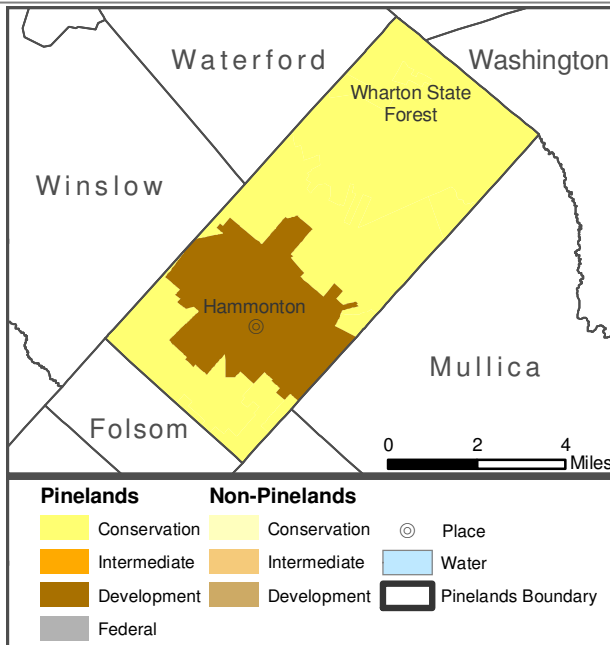 Waterford
Washington
Wharton State
Forest
Winslow
Hammonton
Mullica
Folsom
0 2 4
Miles
Pinelands Non-Pinelands
Conservation Conservation Place
Intermediate Intermediate Water
Development Development Pinelands Boundary
Federal